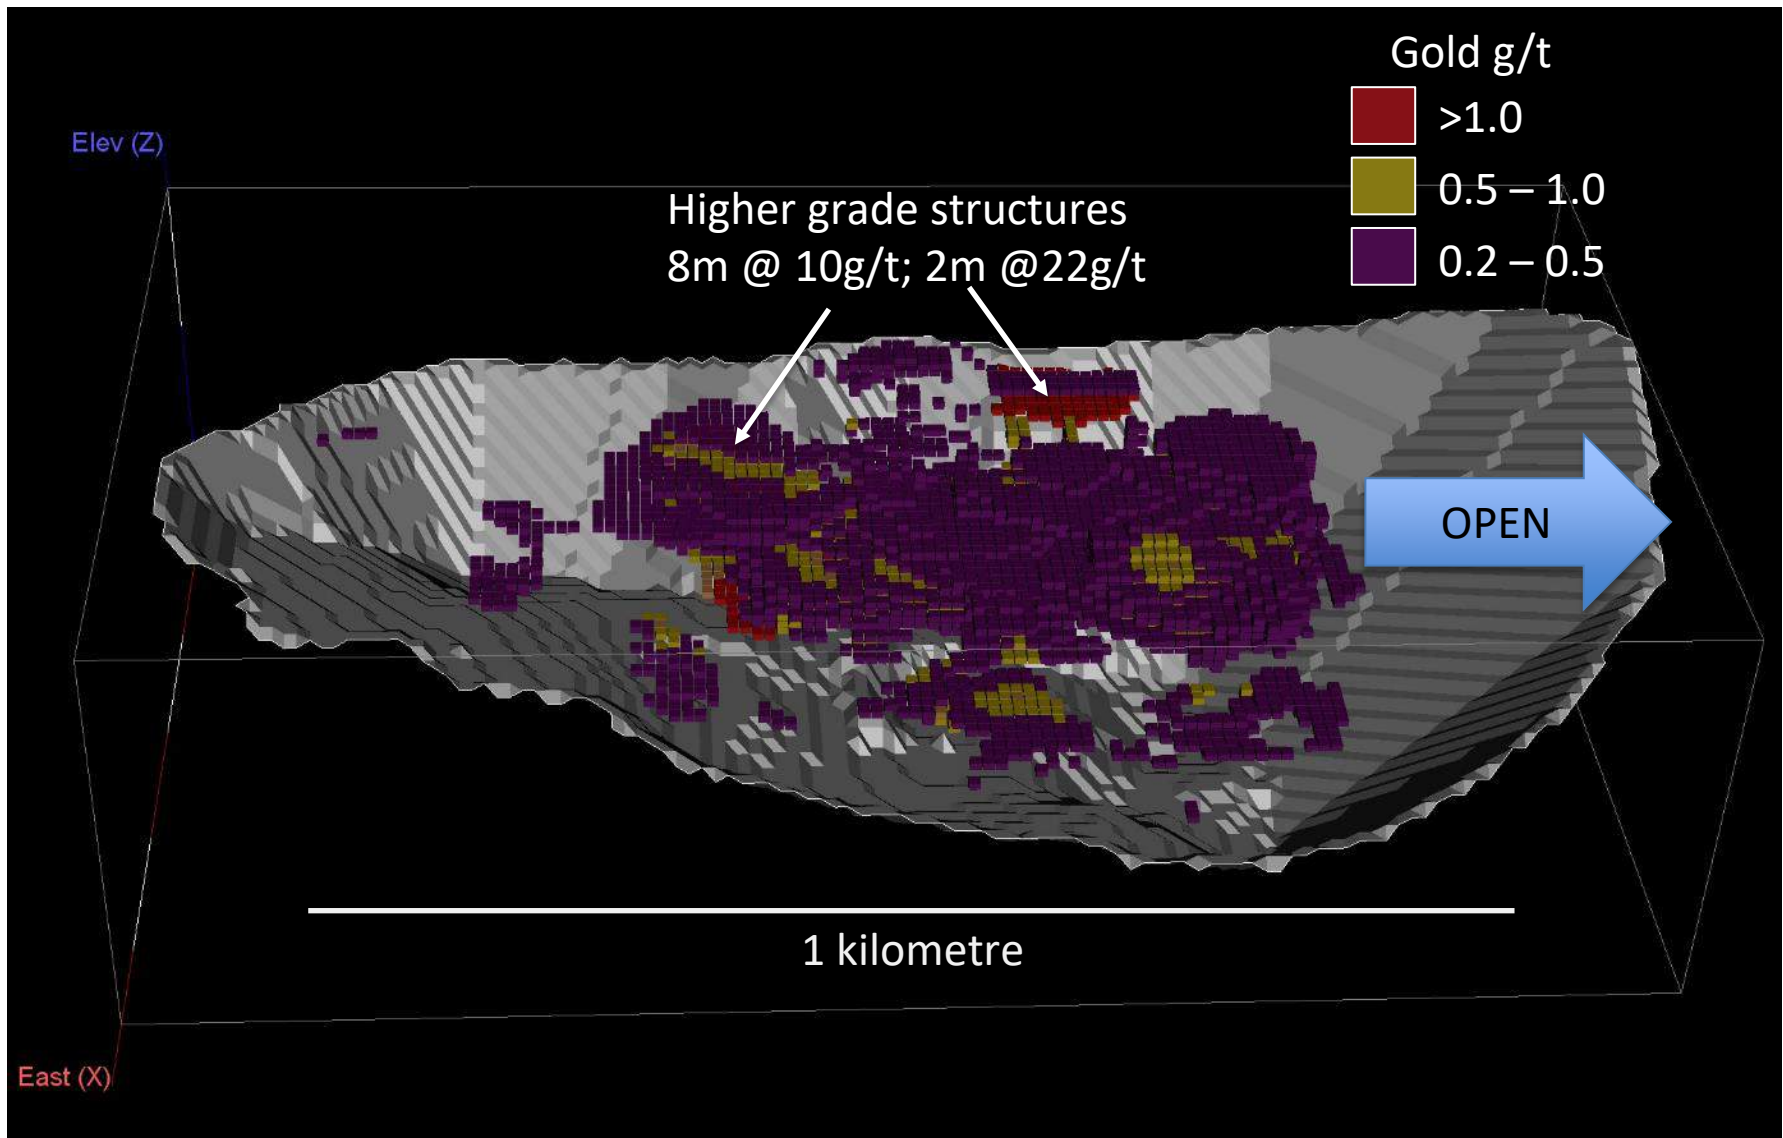 Gold g/t
>1.0
0.5 – 1.0
0.2 – 0.5
Elev (Z)
Higher grade structures
8m @ 10g/t; 2m @22g/t
OPEN
1 kilometre
East (X)